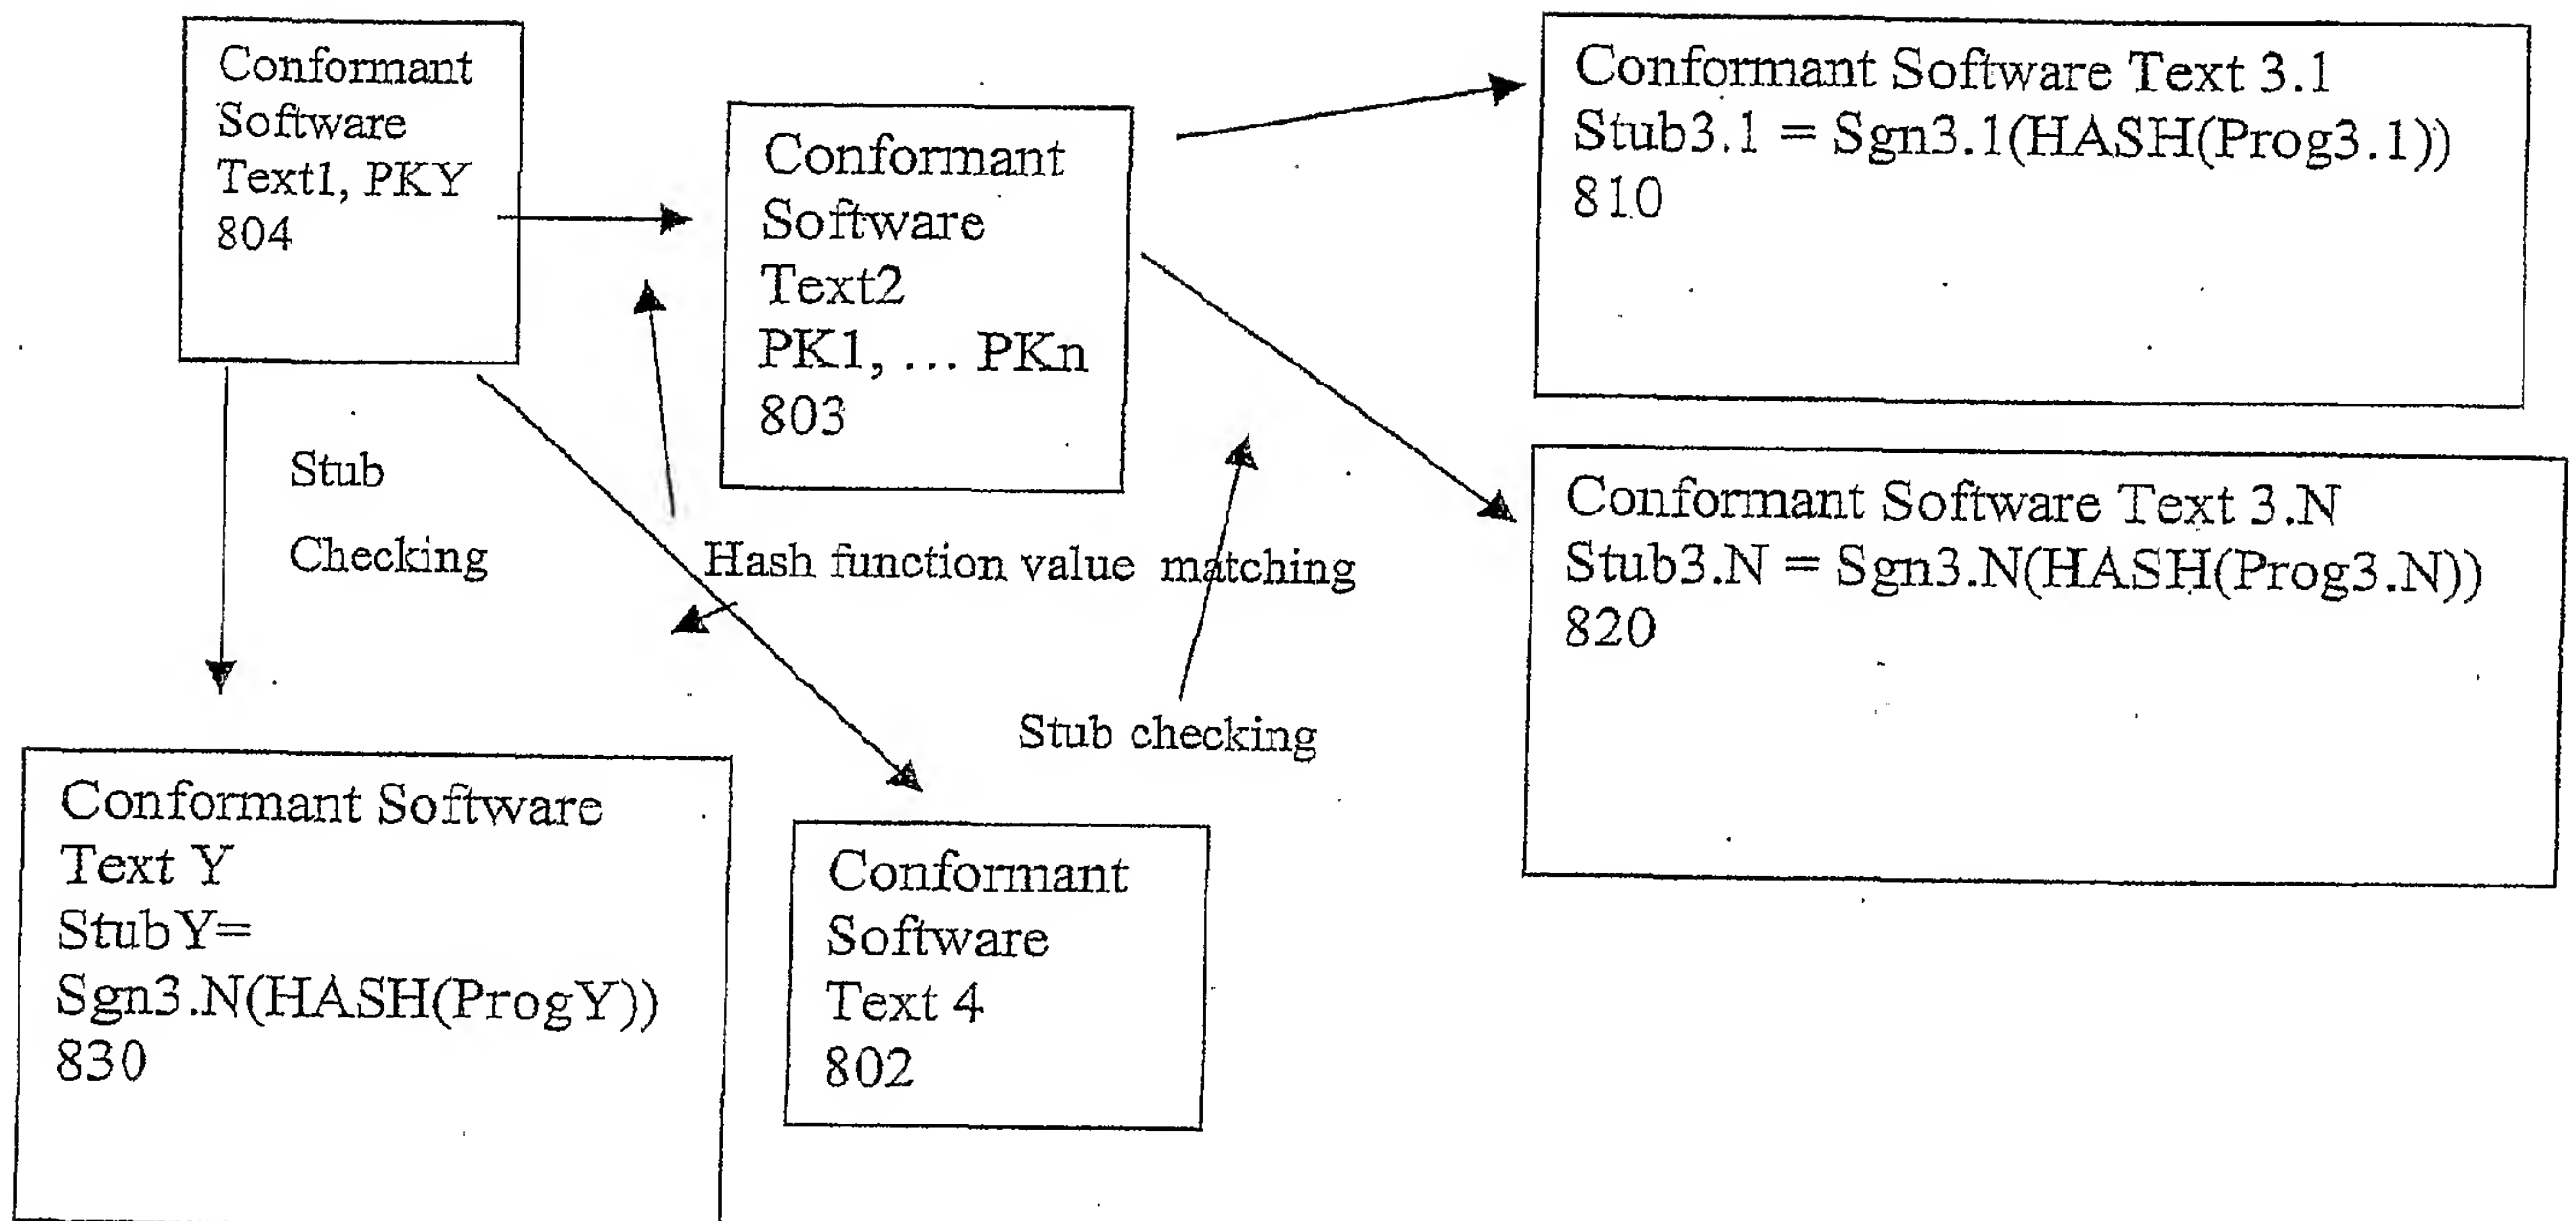 Conformant
Software
Text1, PKY
804
Conformant
Software
Text2
PK1, ... PKn
803
Conformant Software Text 3.1
Stub3.1 = Sgn3.1(HASH(Prog3.1))
810
Conformant Software Text 3.N
Stub3.N = Sgn3.N(HASH(Prog3.N))
820
Stub
Checking
Hash function value matching
Stub checking
Conformant Software
Text Y
StubY=
Sgn3.N(HASH(ProgY))
830
Conformant
Software
Text 4
802